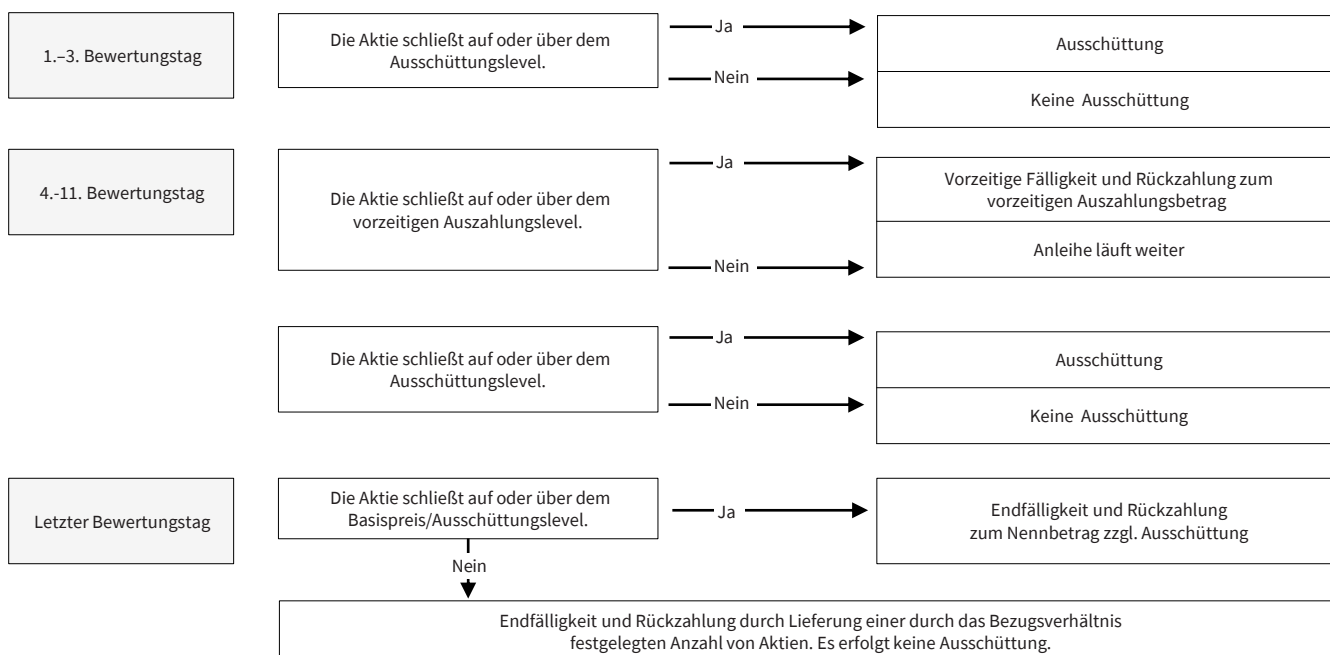 1.–3. Bewertungstag
Die Aktie schließt auf oder über dem
Ausschüttungslevel.
Ja
Ausschüttung
Nein
Keine Ausschüttung
4.-11. Bewertungstag
Die Aktie schließt auf oder über dem
vorzeitigen Auszahlungslevel.
Ja
Vorzeitige Fälligkeit und Rückzahlung zum
vorzeitigen Auszahlungsbetrag
Nein
Anleihe läuft weiter
Die Aktie schließt auf oder über dem
Ausschüttungslevel.
Ja
Ausschüttung
Nein
Keine Ausschüttung
Letzter Bewertungstag
Die Aktie schließt auf oder über dem
Basispreis/Ausschüttungslevel.
Ja
Endfälligkeit und Rückzahlung
zum Nennbetrag zzgl. Ausschüttung
Nein
Endfälligkeit und Rückzahlung durch Lieferung einer durch das Bezugsverhältnis
festgelegten Anzahl von Aktien. Es erfolgt keine Ausschüttung.